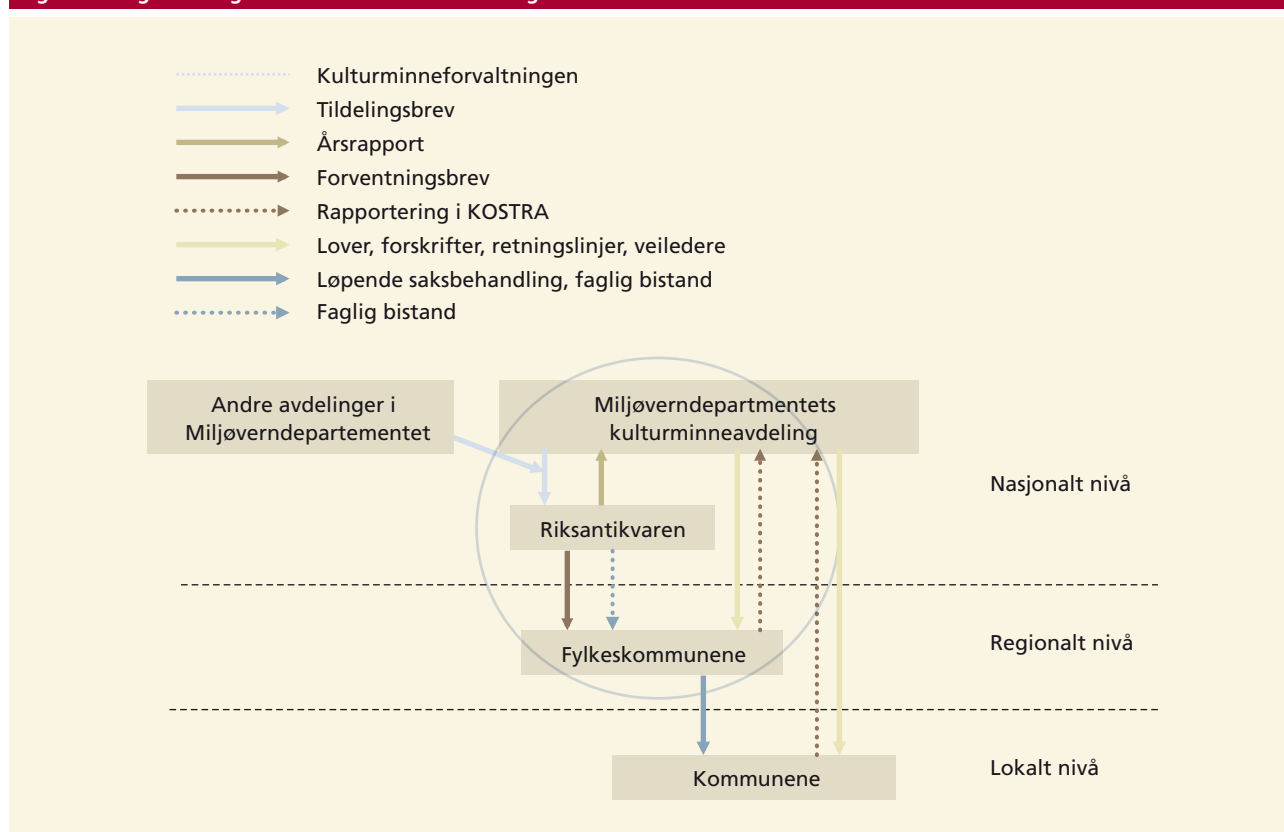 Kulturminneforvaltningen
Tildelingsbrev
Årsrapport
Forventningsbrev
Rapportering i KOSTRA
Lover, forskrifter, retningslinjer, veiledere
Løpende saksbehandling, faglig bistand
Faglig bistand
Andre avdelinger i
Miljøverndepartementet
Miljøverndepartmentets
kulturminneavdeling
Nasjonalt nivå
Riksantikvaren
Regionalt nivå
Fylkeskommunene
Lokalt nivå
Kommunene